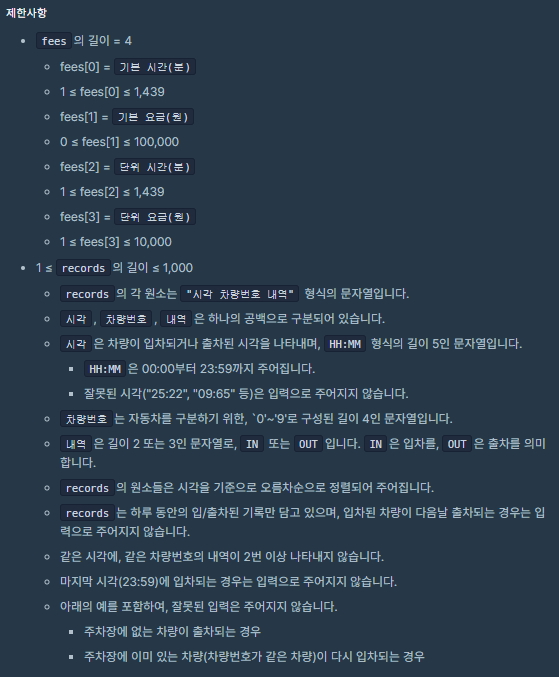 제한사항
fees 의 길이 = 4
fees[0] = 기본 시간(분)
1 ≤ fees[0] ≤ 1,439
fees[1] = 기본 요금(원)
0 ≤ fees[1] ≤ 100,000
fees[2] = 단위 시간(분)
1 ≤ fees[2] ≤ 1,439
fees[3] = 단위 요금(원)
1 ≤ fees[3] ≤ 10,000
1 ≤ records 의 길이 ≤ 1,000
records 의 각 원소는 "시각 차량번호 내역" 형식의 문자열입니다.
시각 , 차량번호 , 내역 은 하나의 공백으로 구분되어 있습니다.
시각 은 차량이 입차되거나 출차된 시각을 나타내며, HH:MM 형식의 길이 5인 문자열입니다.
HH:MM 은 00:00부터 23:59까지 주어집니다.
잘못된 시각("25:22", "09:65" 등)은 입력으로 주어지지 않습니다.
차량번호 는 자동차를 구분하기 위한, `0'~'9'로 구성된 길이 4인 문자열입니다.
내역 은 길이 2 또는 3인 문자열로, IN 또는 OUT 입니다. IN 은 입차를, OUT 은 출차를 의미
합니다.
records 의 원소들은 시각을 기준으로 오름차순으로 정렬되어 주어집니다.
records 는 하루 동안의 입/출차된 기록만 담고 있으며, 입차된 차량이 다음날 출차되는 경우는 입
력으로 주어지지 않습니다.
같은 시각에, 같은 차량번호의 내역이 2번 이상 나타내지 않습니다.
마지막 시각(23:59)에 입차되는 경우는 입력으로 주어지지 않습니다.
아래의 예를 포함하여, 잘못된 입력은 주어지지 않습니다.
주차장에 없는 차량이 출차되는 경우
주차장에 이미 있는 차량(차량번호가 같은 차량)이 다시 입차되는 경우